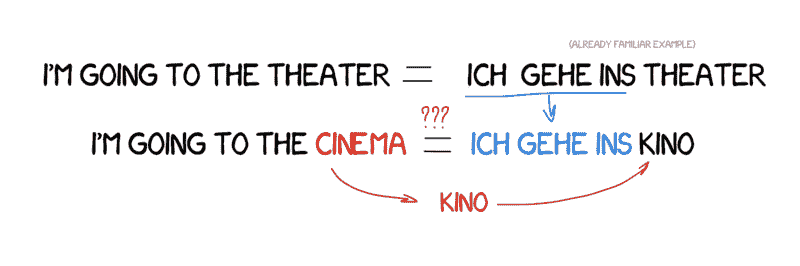 (ALREADY FAMILIAR EXAMPLE)
I'M GOING TO THE THEATER = ICH GEHE INS THEATER
???
I'M GOING TO THE CINEMA = ICH GEHE INS KINO
KINO